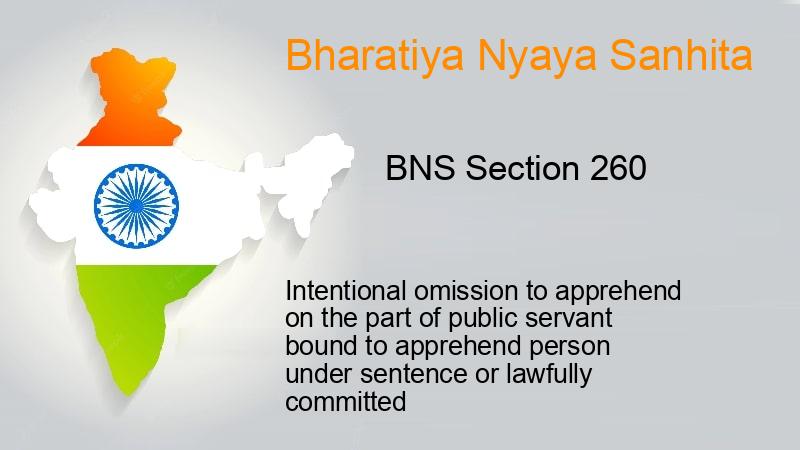 Bharatiya Nyaya Sanhita
BNS Section 260
Intentional omission to apprehend
on the part of public servant
bound to apprehend person
under sentence or lawfully
committed